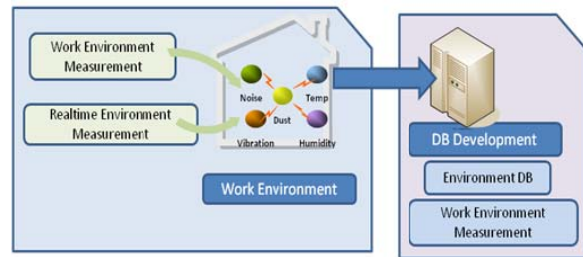 Work Environment
Measurement
Realtime Environment
Measurement
Noise
Temp
Dust
Vibration
Humidity
Work Environment
DB Development
Environment DB
Work Environment
Measurement